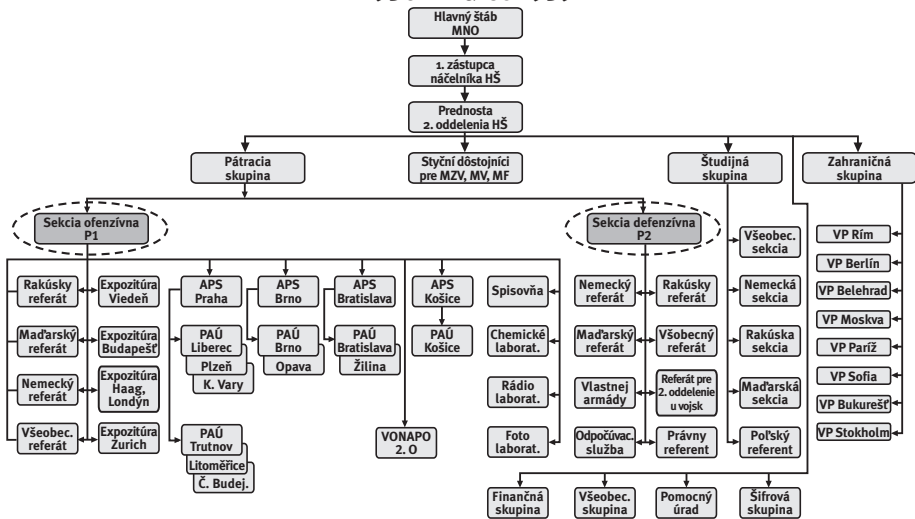 Hlavný štáb
MNO
1. zástupca
náčelníka HŠ
Prednosta
2. oddelenia HŠ
Pátracia
skupina
Styční dôstojníci
pre MZV, MV, MF
Študijná
skupina
Zahraničná
skupina
Sekcia ofenzívna
P1
Sekcia defenzívna
P2
Rakúsky
referát
Expozitúra
Viedeň
Maďarský
referát
Expozitúra
Budapešť
Nemecký
referát
Expozitúra
Haag,
Londýn
Všeobec.
referát
Expozitúra
Zurich
APS
Praha
PAÚ
Liberec
Plzeň
K. Vary
PAÚ
Trutnov
Litoměřice
Č. Budej.
APS
Brno
PAÚ
Brno
Opava
APS
Bratislava
PAÚ
Bratislava
Žilina
APS
Košice
PAÚ
Košice
VONAPO
2. O
Spisovňa
Chemické
laborat.
Rádio
laborat.
Foto
laborat.
Nemecký
referát
Rakúsky
referát
Maďarský
referát
Všobecný
referát
Vlastnej
armády
Referát pre
2. oddelenie
u vojsk
Odpočúvac.
služba
Právny
referent
Všeobec.
sekcia
Nemecká
sekcia
Rakúska
sekcia
Maďarská
sekcia
Poľský
referent
VP Rím
VP Berlín
VP Belehrad
VP Moskva
VP Paríž
VP Sofia
VP Bukurešť
VP Stokholm
Finančná
skupina
Všeobec.
skupina
Pomocný
úrad
Šifrová
skupina